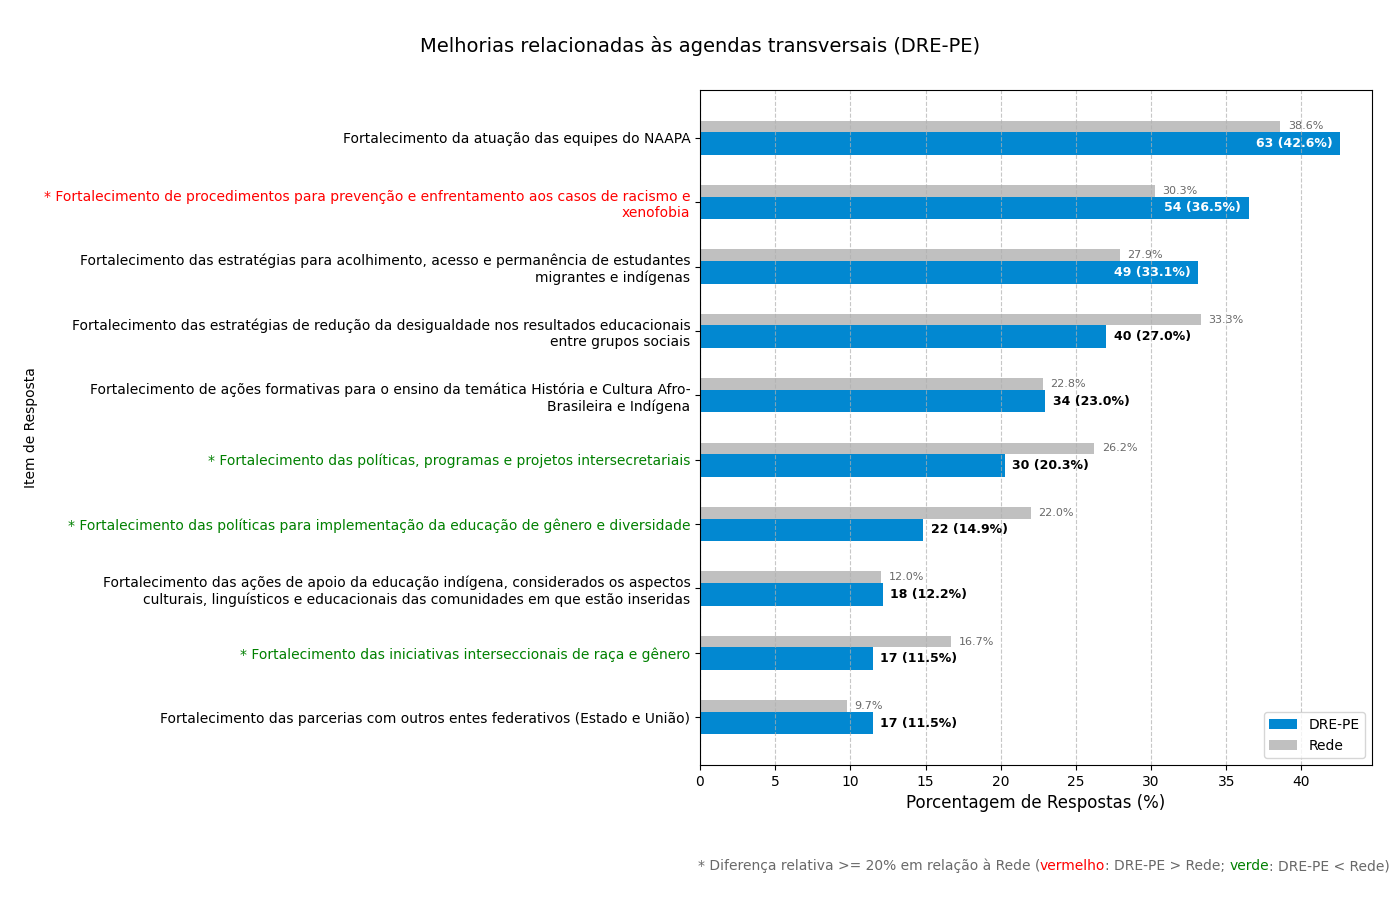 Melhorias relacionadas às agendas transversais (DRE-PE)
Item de Resposta
Fortalecimento da atuação das equipes do NAAPA
38.6%
63 (42.6%)
* Fortalecimento de procedimentos para prevenção e enfrentamento aos casos de racismo e
xenofobia
30.3%
54 (36.5%)
Fortalecimento das estratégias para acolhimento, acesso e permanência de estudantes
migrantes e indígenas
27.9%
49 (33.1%)
Fortalecimento das estratégias de redução da desigualdade nos resultados educacionais
entre grupos sociais
33.3%
40 (27.0%)
Fortalecimento de ações formativas para o ensino da temática História e Cultura Afro-
Brasileira e Indígena
22.8%
34 (23.0%)
* Fortalecimento das políticas, programas e projetos intersecretariais
26.2%
30 (20.3%)
* Fortalecimento das políticas para implementação da educação de gênero e diversidade
22.0%
22 (14.9%)
Fortalecimento das ações de apoio da educação indígena, considerados os aspectos
culturais, linguísticos e educacionais das comunidades em que estão inseridas
12.0%
18 (12.2%)
* Fortalecimento das iniciativas interseccionais de raça e gênero
16.7%
17 (11.5%)
Fortalecimento das parcerias com outros entes federativos (Estado e União)
9.7%
17 (11.5%)
DRE-PE
Rede
0 5 10 15 20 25 30 35 40
Porcentagem de Respostas (%)
* Diferença relativa >= 20% em relação à Rede (vermelho: DRE-PE > Rede; verde: DRE-PE < Rede)